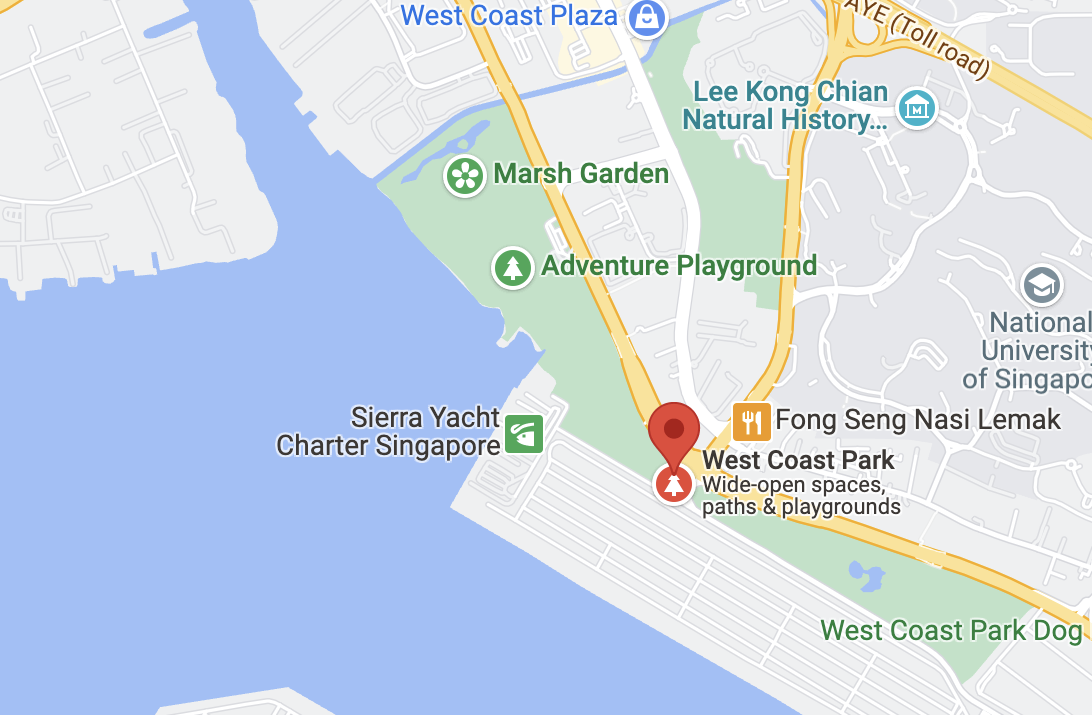 West Coast Plaza
AYE (Toll road)
Lee Kong Chian
Natural History...
Marsh Garden
Adventure Playground
National
University
of Singapo
Sierra Yacht
Charter Singapore
Fong Seng Nasi Lemak
West Coast Park
Wide-open spaces,
paths & playgrounds
West Coast Park Dog